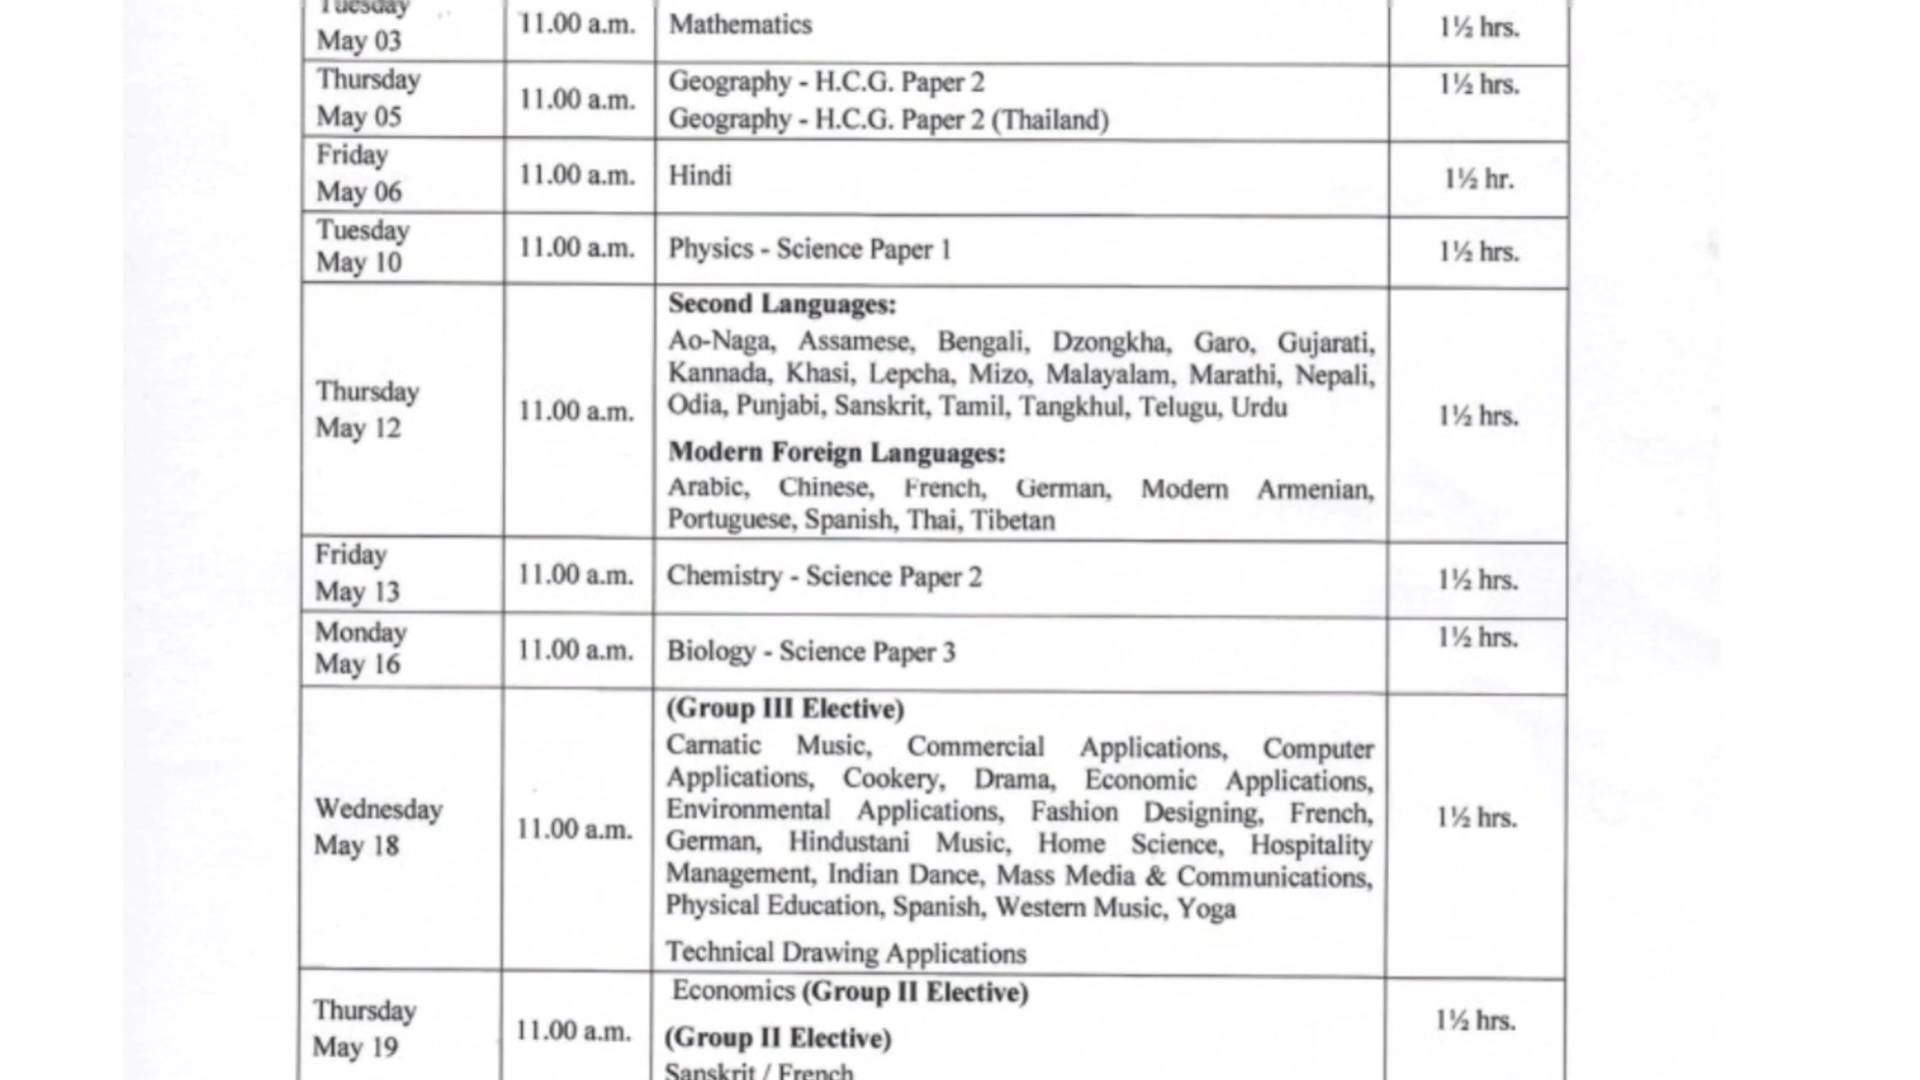 Tuesday
May 03
11.00 a.m.
Mathematics
1½ hrs.
Thursday
May 05
11.00 a.m.
Geography - H.C.G. Paper 2
Geography - H.C.G. Paper 2 (Thailand)
1½ hrs.
Friday
May 06
11.00 a.m.
Hindi
1½ hr.
Tuesday
May 10
11.00 a.m.
Physics - Science Paper 1
1½ hrs.
Thursday
May 12
11.00 a.m.
Second Languages:
Ao-Naga, Assamese, Bengali, Dzongkha, Garo, Gujarati,
Kannada, Khasi, Lepcha, Mizo, Malayalam, Marathi, Nepali,
Odia, Punjabi, Sanskrit, Tamil, Tangkhul, Telugu, Urdu
Modern Foreign Languages:
Arabic, Chinese, French, German, Modern Armenian,
Portuguese, Spanish, Thai, Tibetan
1½ hrs.
Friday
May 13
11.00 a.m.
Chemistry - Science Paper 2
1½ hrs.
Monday
May 16
11.00 a.m.
Biology - Science Paper 3
1½ hrs.
Wednesday
May 18
11.00 a.m.
(Group III Elective)
Carnatic Music, Commercial Applications, Computer
Applications, Cookery, Drama, Economic Applications,
Environmental Applications, Fashion Designing, French,
German, Hindustani Music, Home Science, Hospitality
Management, Indian Dance, Mass Media & Communications,
Physical Education, Spanish, Western Music, Yoga
Technical Drawing Applications
1½ hrs.
Thursday
May 19
11.00 a.m.
Economics (Group II Elective)
(Group II Elective)
Sanskrit / French
1½ hrs.